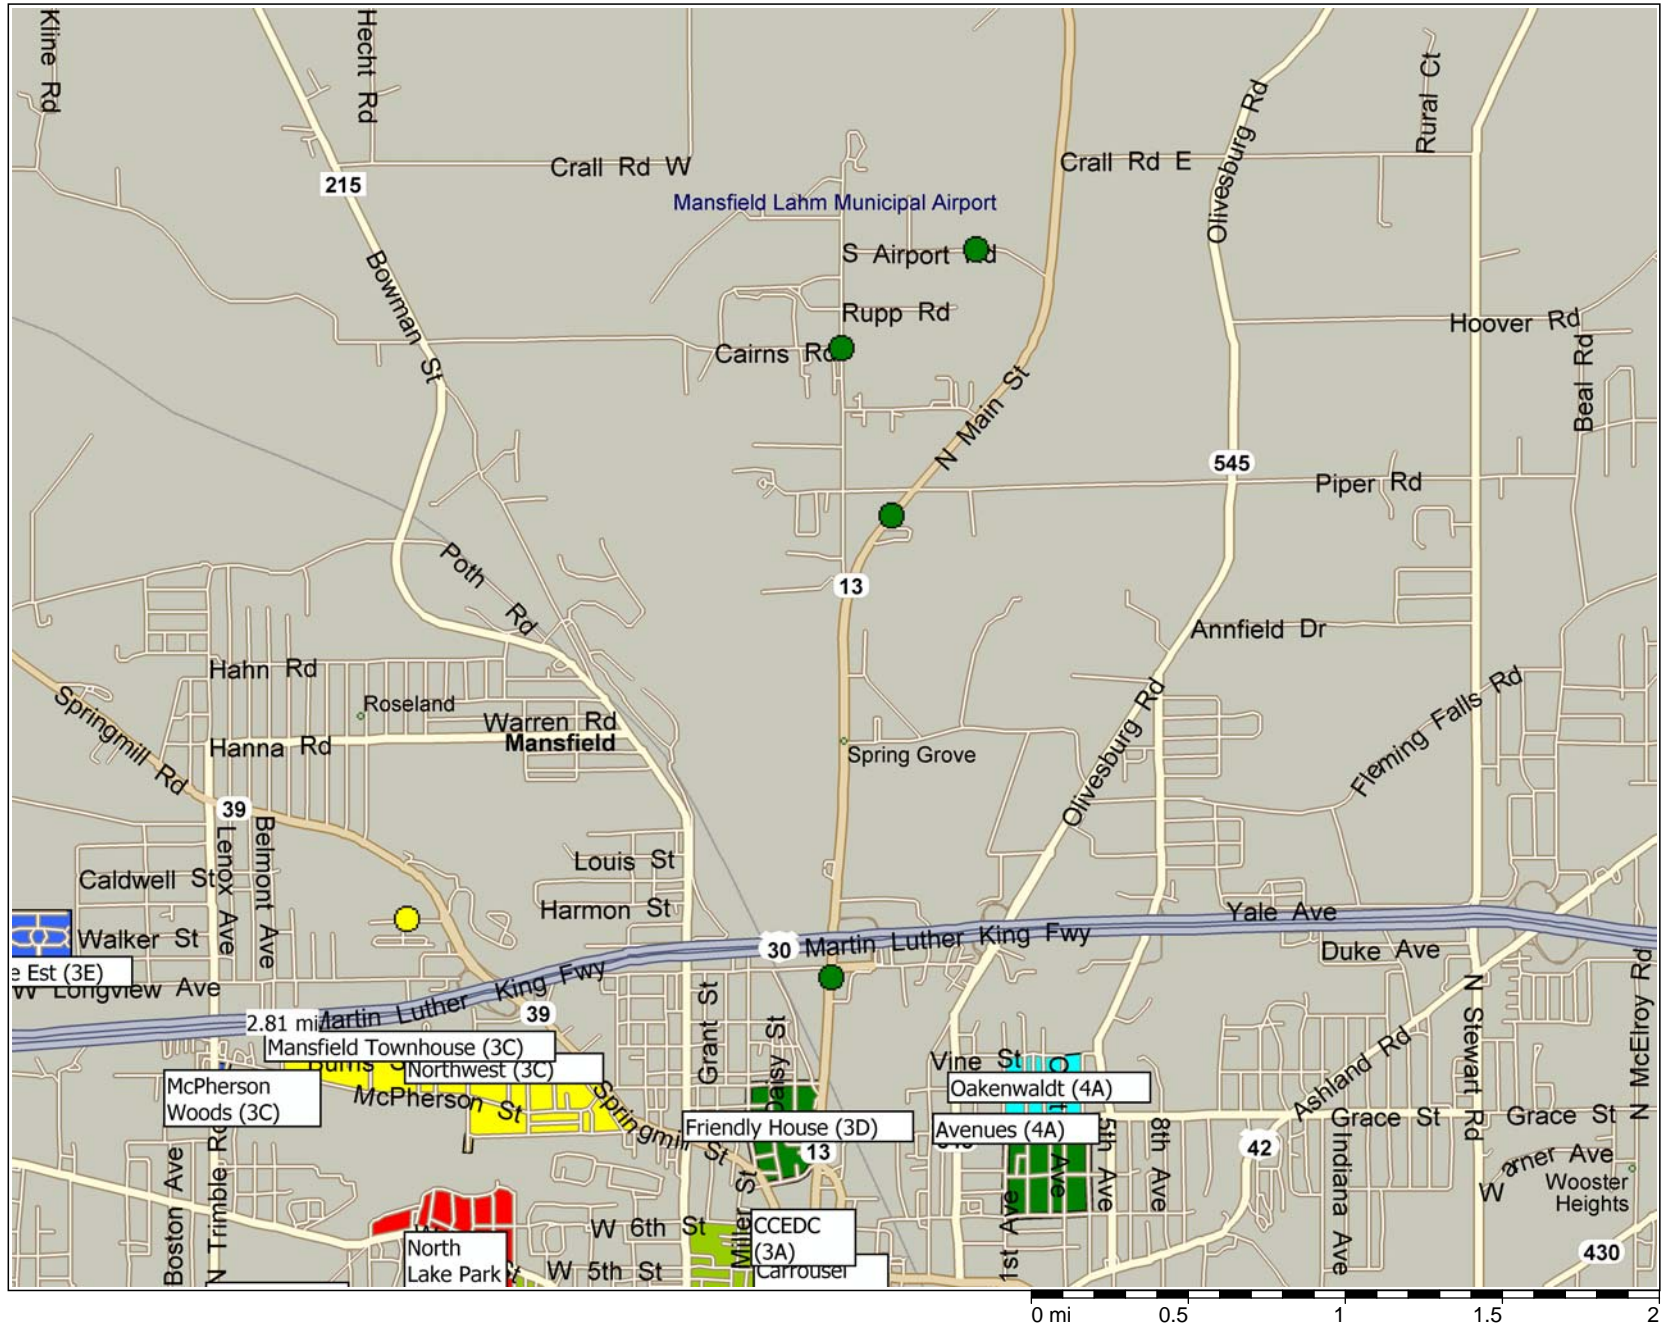 Kline Rd
Hecht Rd
Rural Ct
Olivesburg Rd
Crall Rd W
Crall Rd E
215
Mansfield Lahm Municipal Airport
S Airport Rd
Bowman St
Rupp Rd
Hoover Rd
Cairns Rd
Beal Rd
N Main St
545
Piper Rd
Poth Rd
13
Annfield Dr
Hahn Rd
Springmill Rd
Roseland
Warren Rd
Mansfield
Hanna Rd
Spring Grove
Olivesburg Rd
Fleming Falls Rd
39
Lenox Ave
Belmont Ave
Louis St
Caldwell St
Harmon St
Yale Ave
Walker St
30
Martin Luther King Fwy
Duke Ave
e Est (3E)
W Longview Ave
Martin Luther King Fwy
2.81 mi
39
Grant St
Daisy St
N Stewart Rd
N McElroy Rd
Mansfield Townhouse (3C)
Burns S
Northwest (3C)
Vine St
McPherson
Woods (3C)
McPherson St
Oakenwaldt (4A)
Ashland Rd
Springmill St
Friendly House (3D)
Avenues (4A)
Grace St
Grace St
13
5th Ave
8th Ave
42
Indiana Ave
Warner Ave
Wooster
Heights
Boston Ave
N Trimble Rd
Miller St
1st Ave
Ave
W 6th St
CCEDC
(3A)
North
Lake Park
W 5th St
Carrousel
430
0 mi 0.5 1 1.5 2